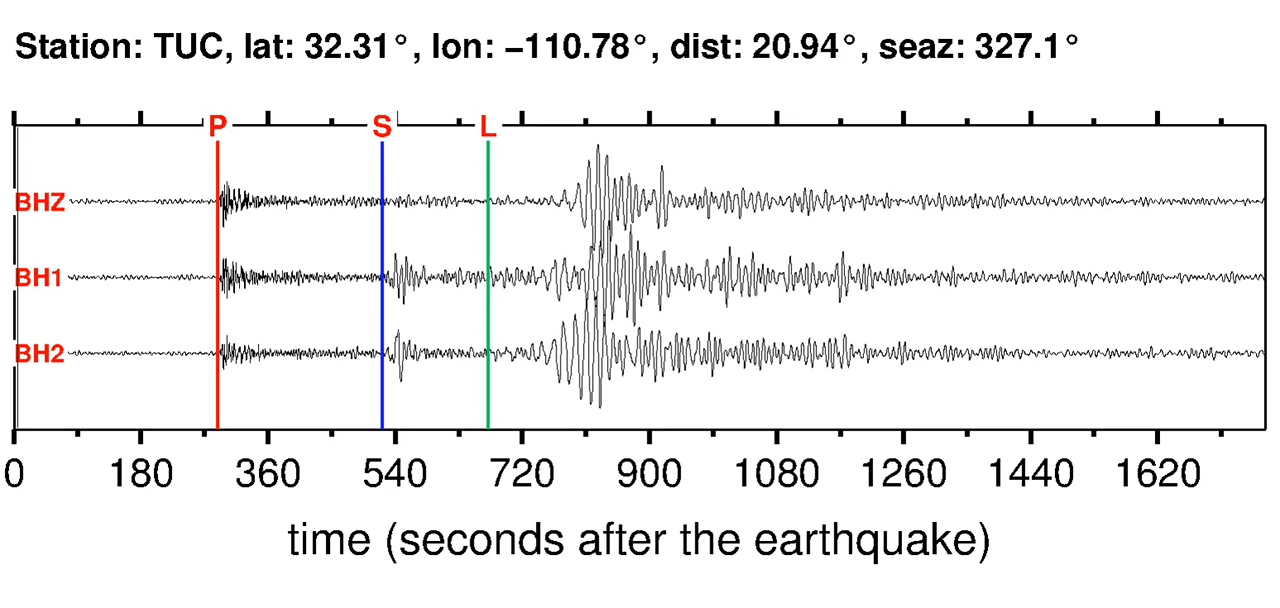 Station: TUC, lat: 32.31°, lon: −110.78°, dist: 20.94°, seaz: 327.1°
P S L
BHZ
BH1
BH2
0 180 360 540 720 900 1080 1260 1440 1620
time (seconds after the earthquake)